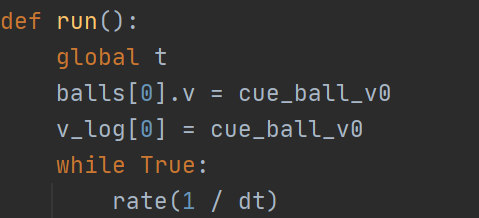 def run():
    global t
    balls[0].v = cue_ball_v0
    v_log[0] = cue_ball_v0
    while True:
        rate(1 / dt)